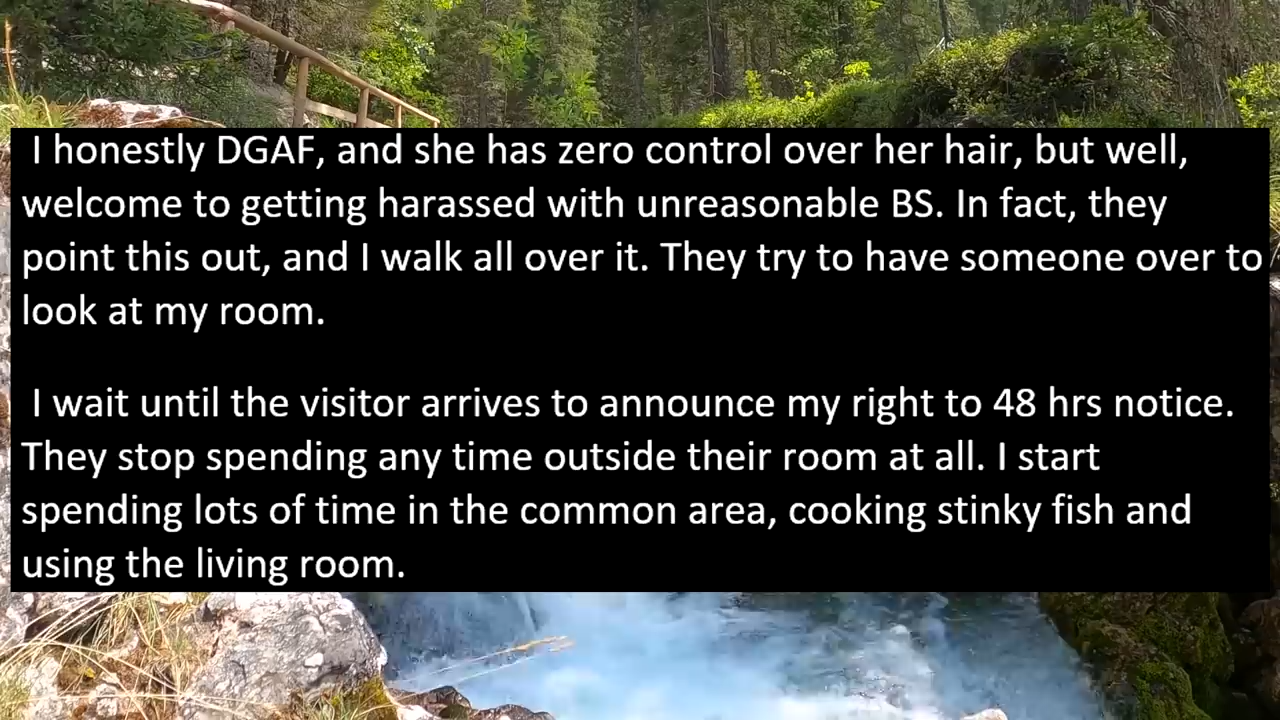 I honestly DGAF, and she has zero control over her hair, but well,
welcome to getting harassed with unreasonable BS. In fact, they
point this out, and I walk all over it. They try to have someone over to
look at my room.
I wait until the visitor arrives to announce my right to 48 hrs notice.
They stop spending any time outside their room at all. I start
spending lots of time in the common area, cooking stinky fish and
using the living room.